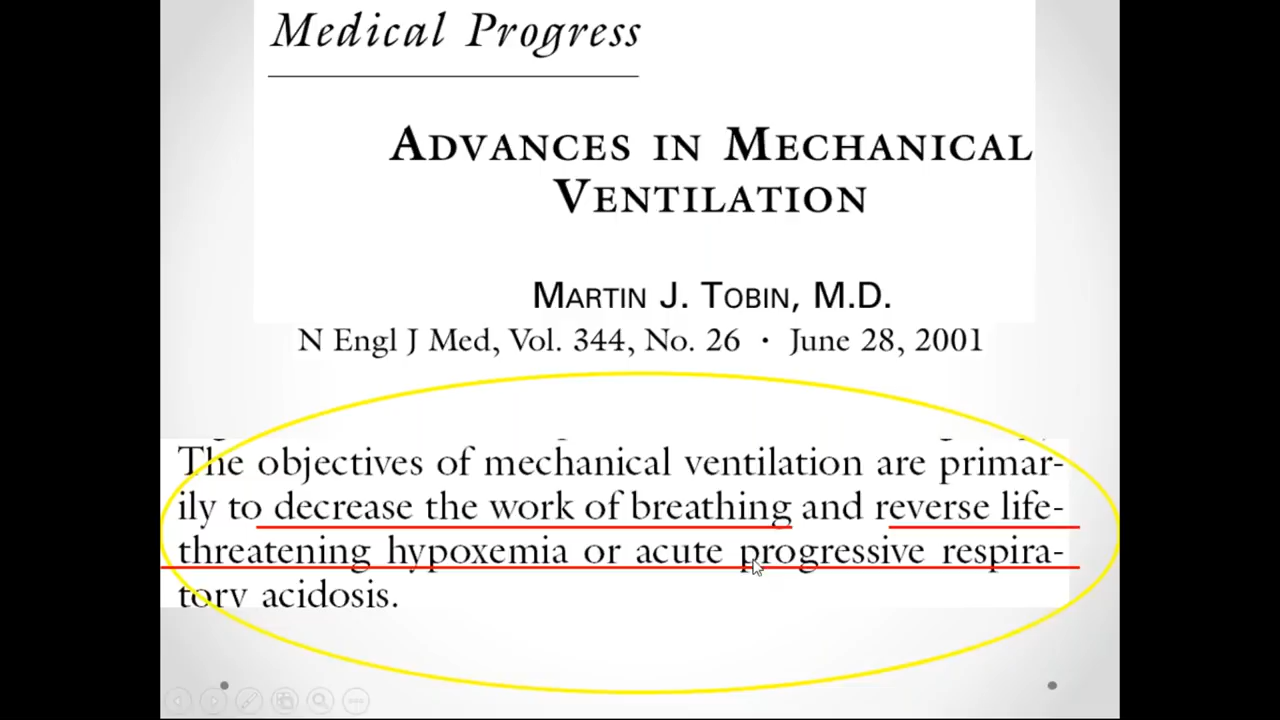 Medical Progress
ADVANCES IN MECHANICAL
VENTILATION
MARTIN J. TOBIN, M.D.
N Engl J Med, Vol. 344, No. 26 · June 28, 2001
The objectives of mechanical ventilation are primar-
ily to decrease the work of breathing and reverse life-
threatening hypoxemia or acute progressive respira-
tory acidosis.